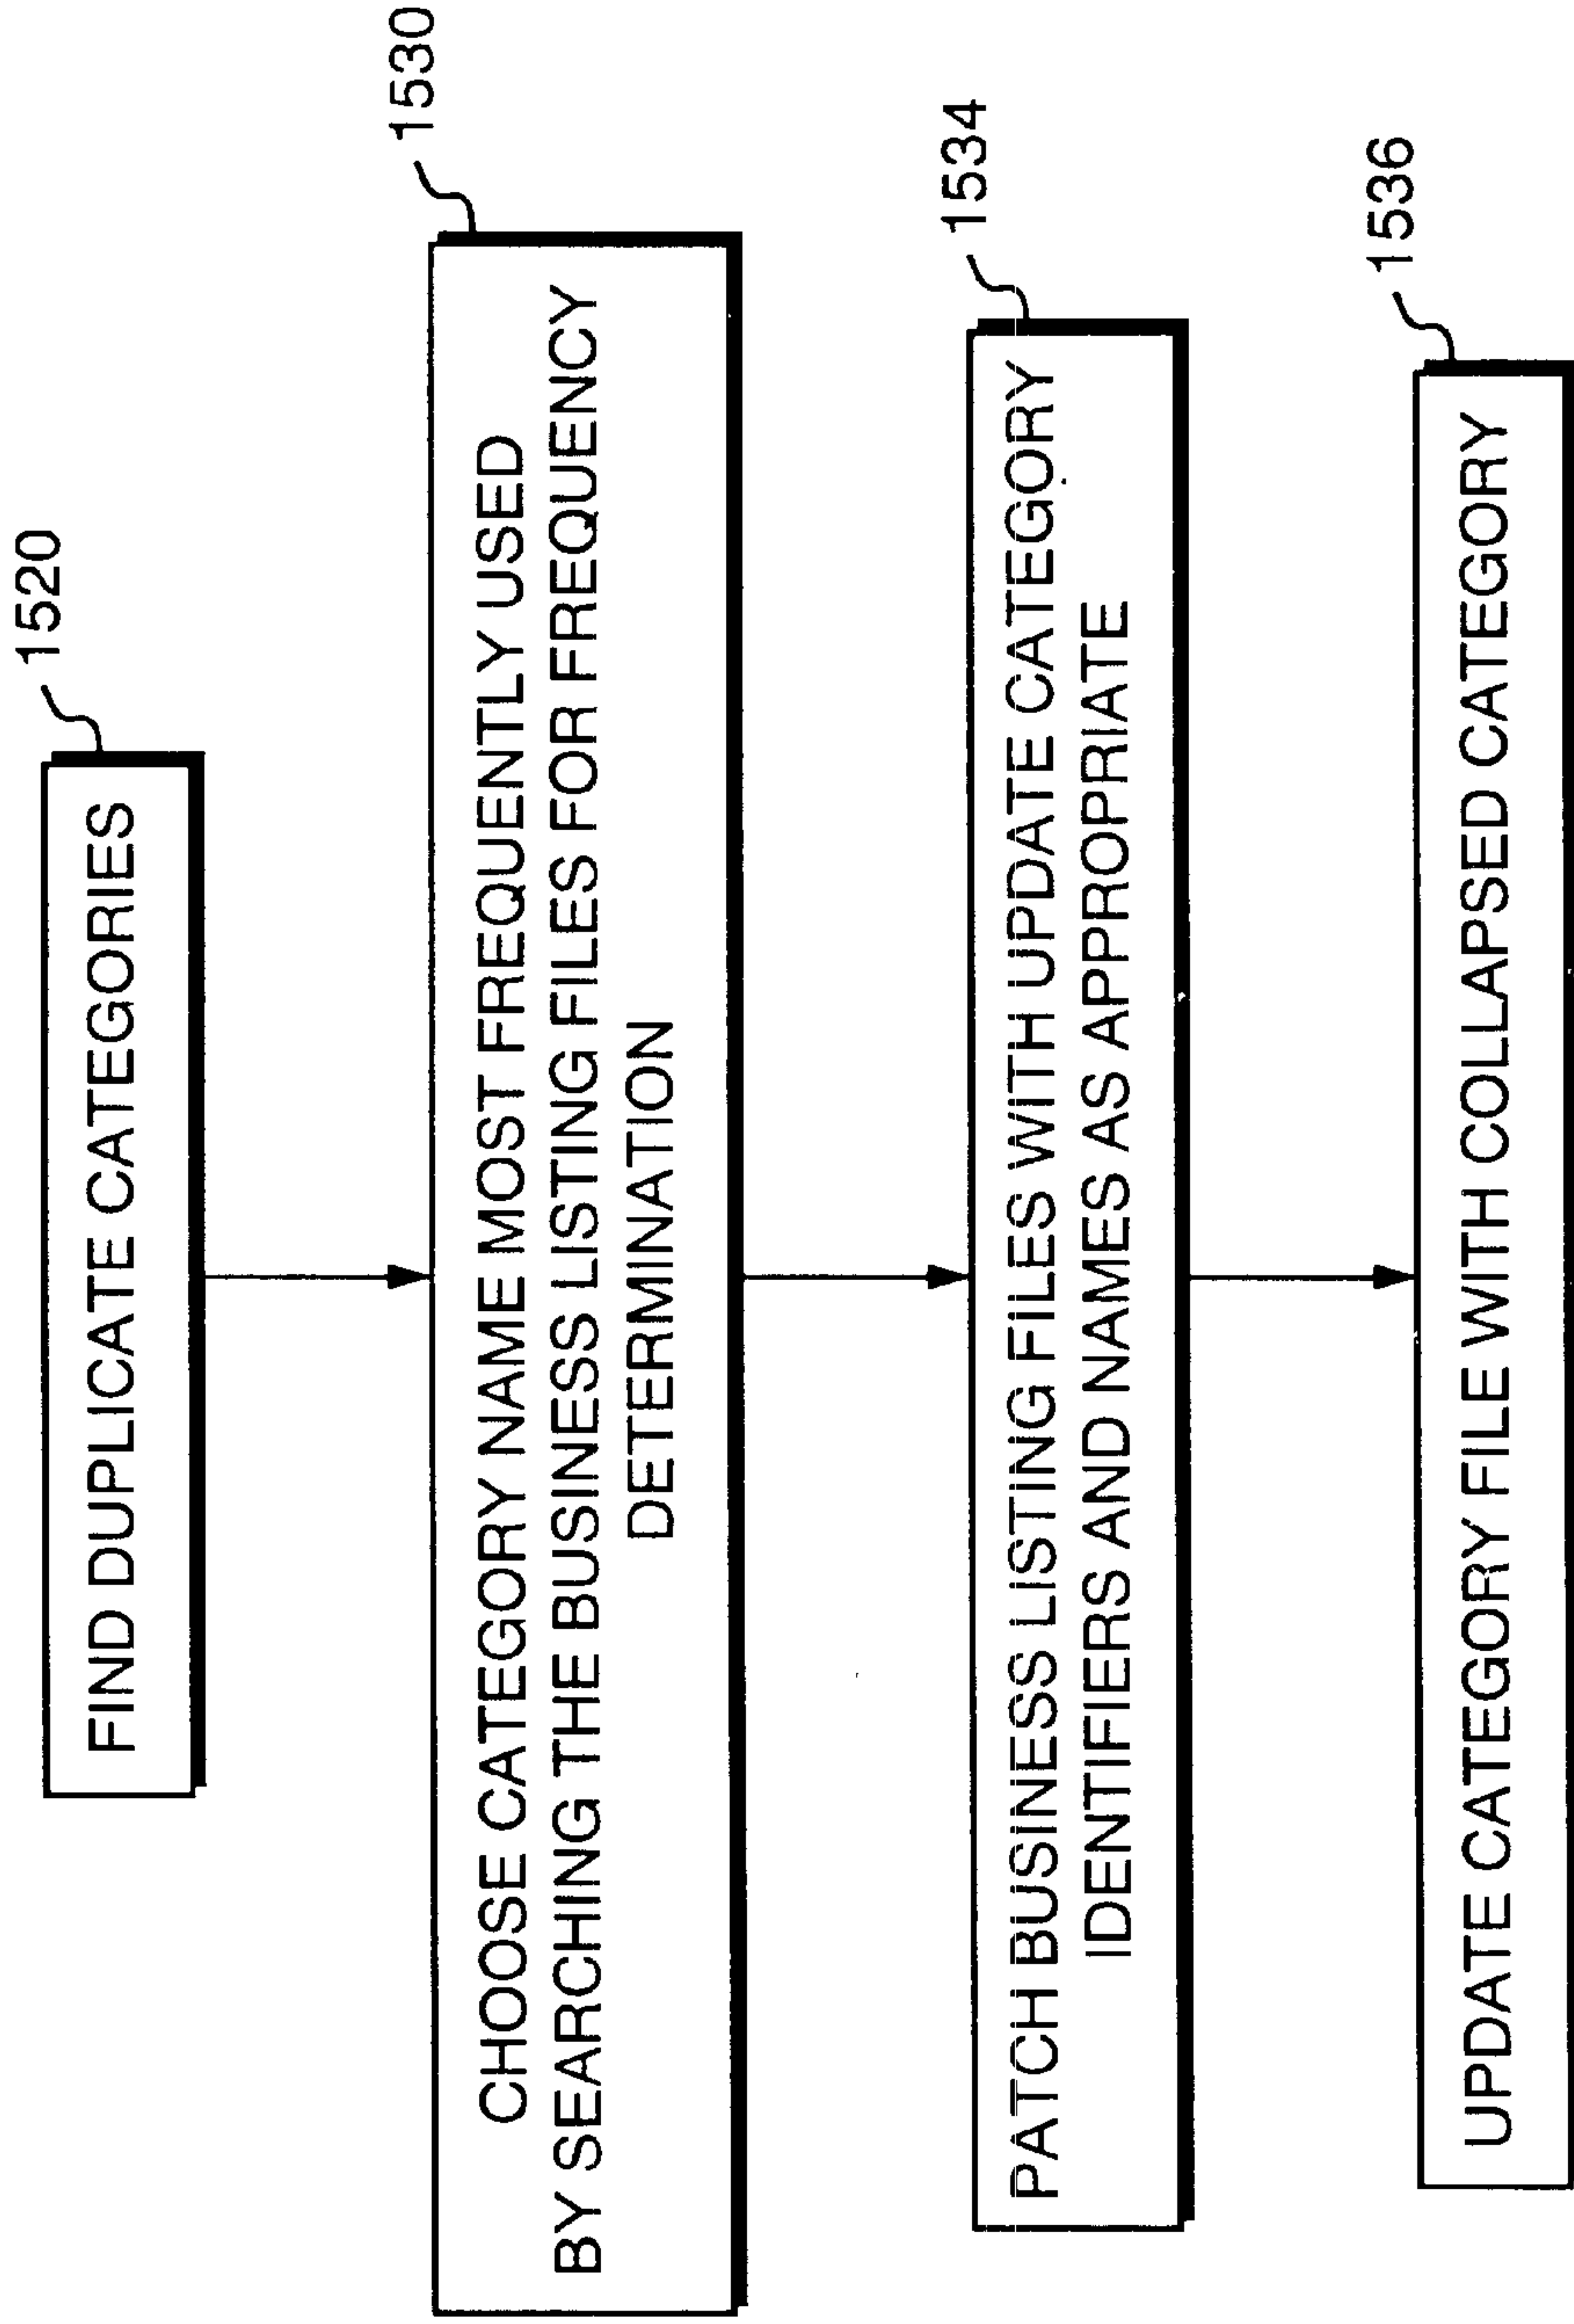 1520
FIND DUPLICATE CATEGORIES
1530
CHOOSE CATEGORY NAME MOST FREQUENTLY USED
BY SEARCHING THE BUSINESS LISTING FILES FOR FREQUENCY
DETERMINATION
1534
PATCH BUSINESS LISTING FILES WITH UPDATE CATEGORY
IDENTIFIERS AND NAMES AS APPROPRIATE
1536
UPDATE CATEGORY FILE WITH COLLAPSED CATEGORY